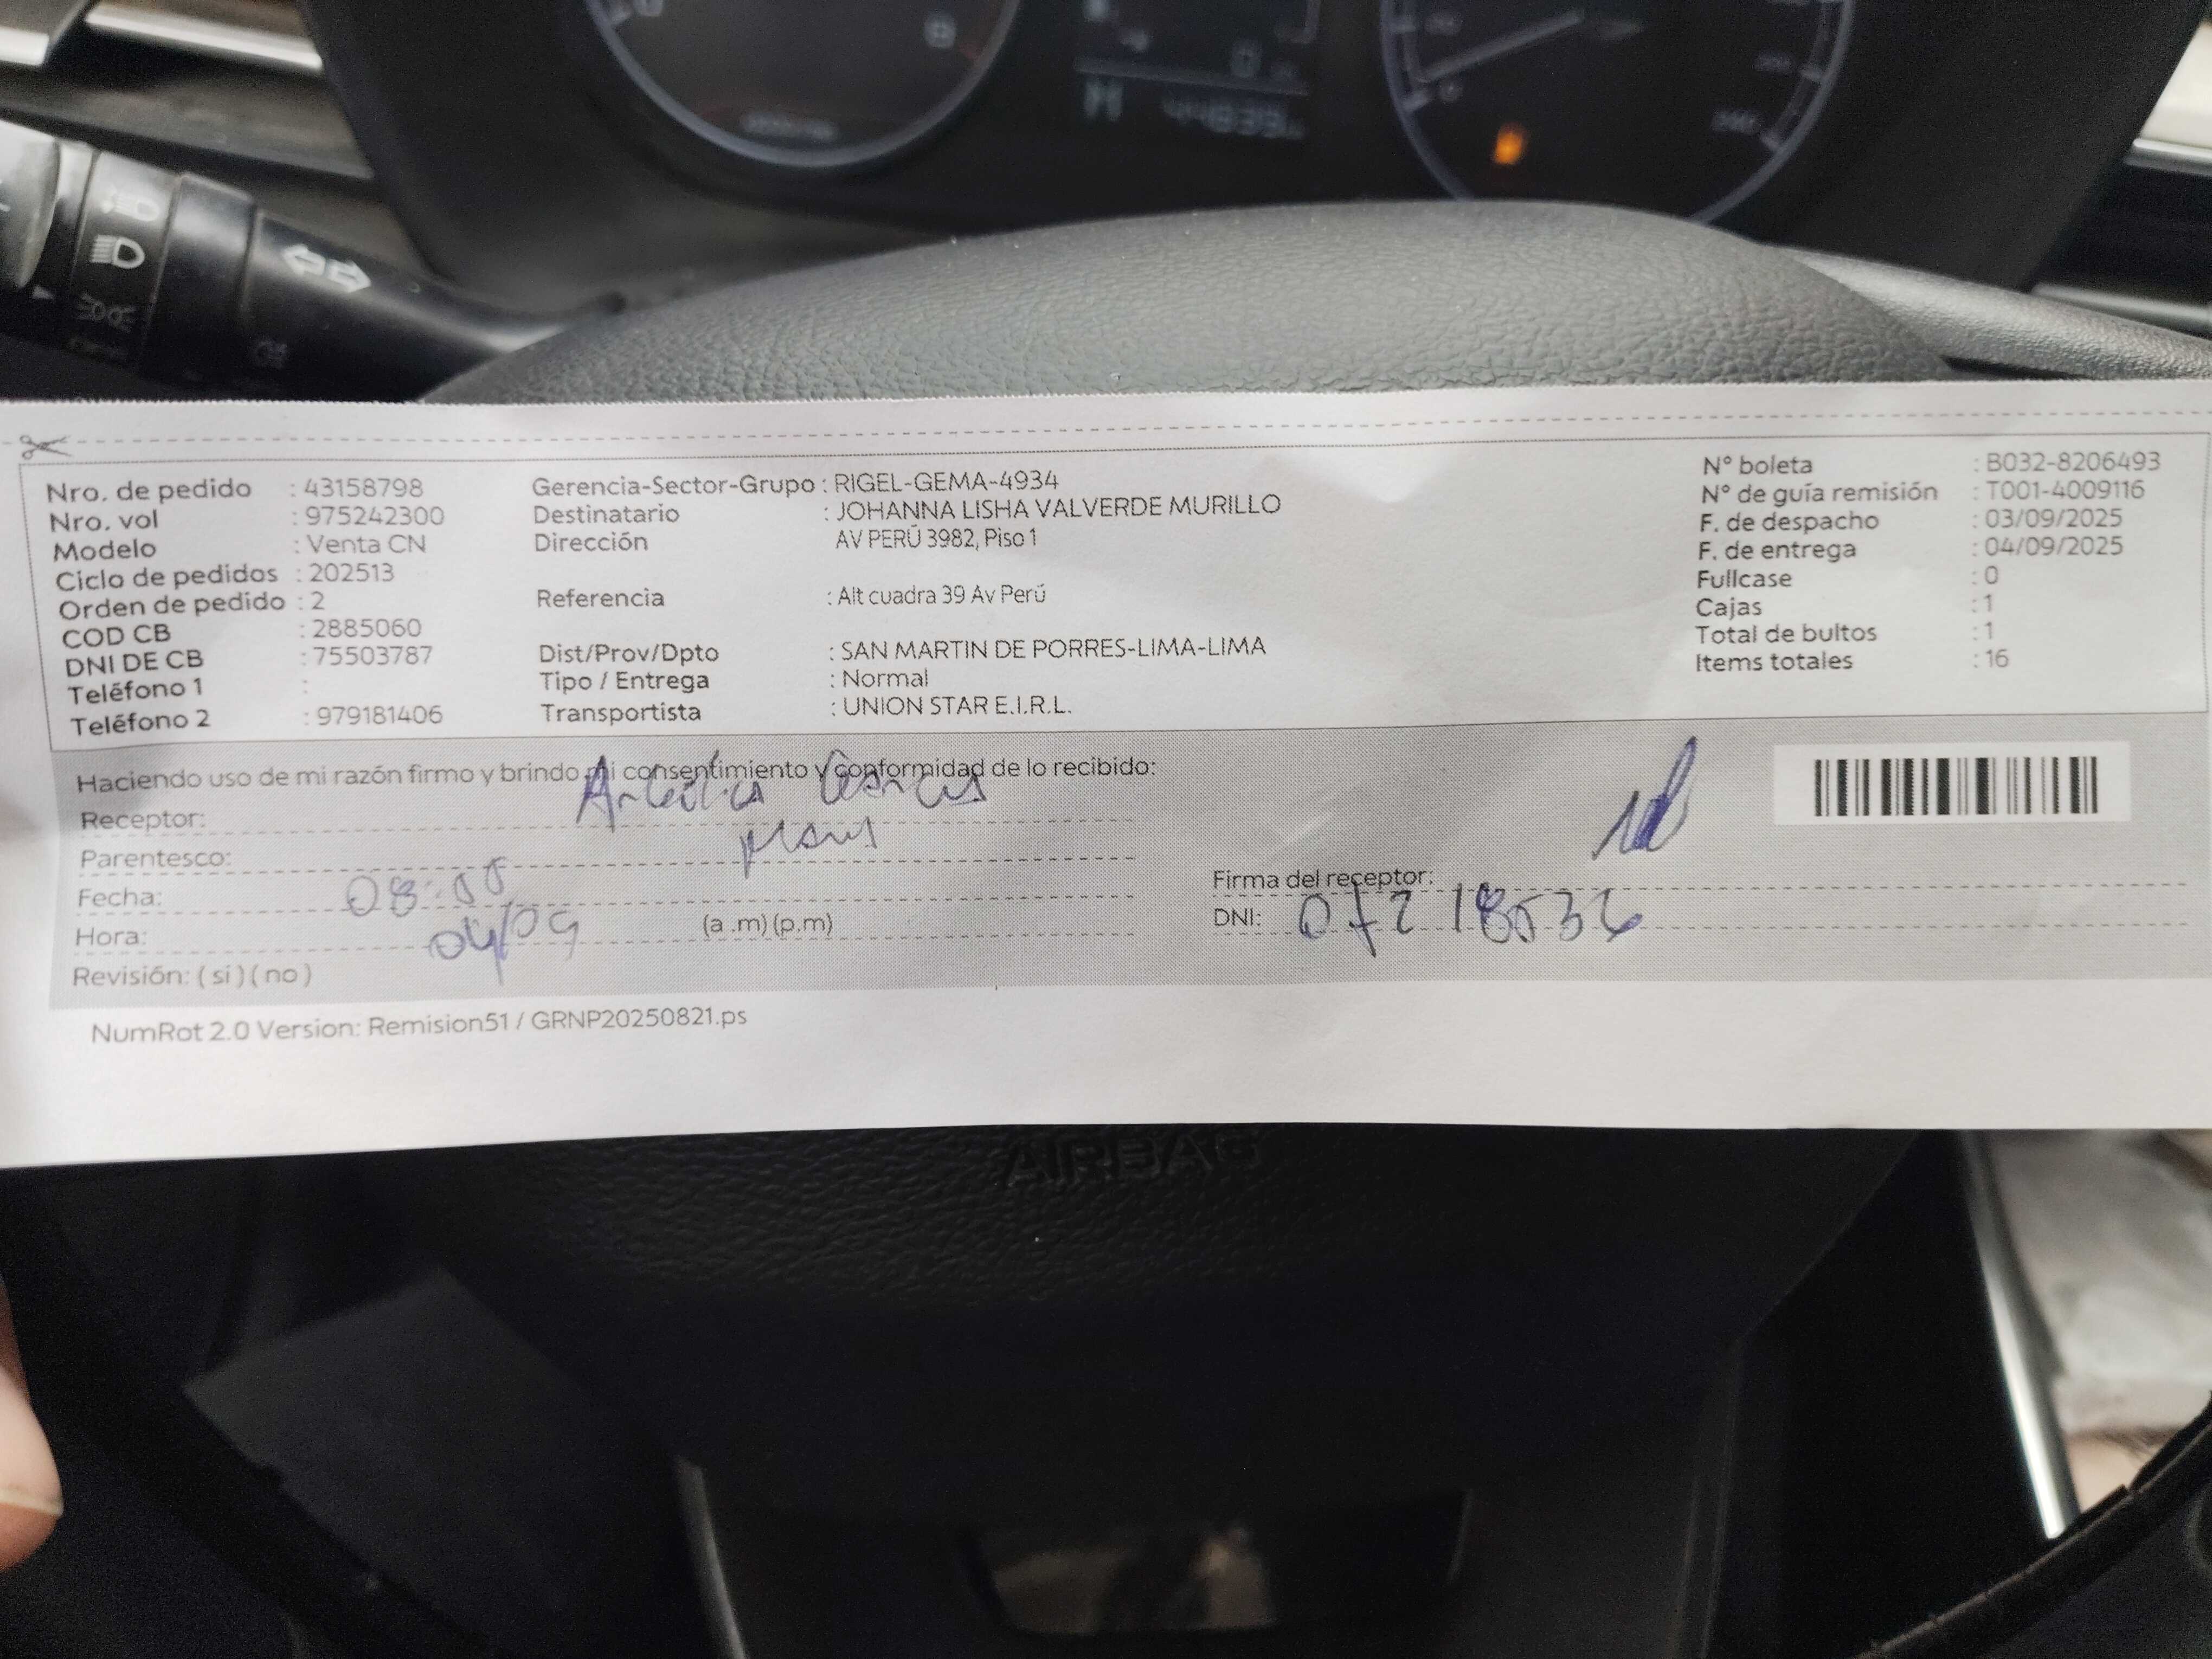 44833
Nro. de pedido : 43158798
Nro. vol : 975242300
Modelo : Venta CN
Ciclo de pedidos : 202513
Orden de pedido : 2
COD CB : 2885060
DNI DE CB : 75503787
Teléfono 1 :
Teléfono 2 : 979181406
Gerencia-Sector-Grupo : RIGEL-GEMA-4934
Destinatario : JOHANNA LISHA VALVERDE MURILLO
Dirección AV PERÚ 3982, Piso 1
Referencia : Alt cuadra 39 Av Perú
Dist/Prov/Dpto : SAN MARTIN DE PORRES-LIMA-LIMA
Tipo / Entrega : Normal
Transportista : UNION STAR E.I.R.L.
N° boleta : B032-8206493
N° de guía remisión : T001-4009116
F. de despacho : 03/09/2025
F. de entrega : 04/09/2025
Fullcase : 0
Cajas : 1
Total de bultos : 1
Items totales : 16
Haciendo uso de mi razón firmo y brindo mi consentimiento y conformidad de lo recibido:
Receptor:
Parentesco:
Fecha:
Hora: 04/09 (a .m) (p.m)
Revisión: ( si ) ( no )
Firma del receptor:
DNI: 07218536
NumRot 2.0 Version: Remision51 / GRNP20250821.ps
AIRBAG